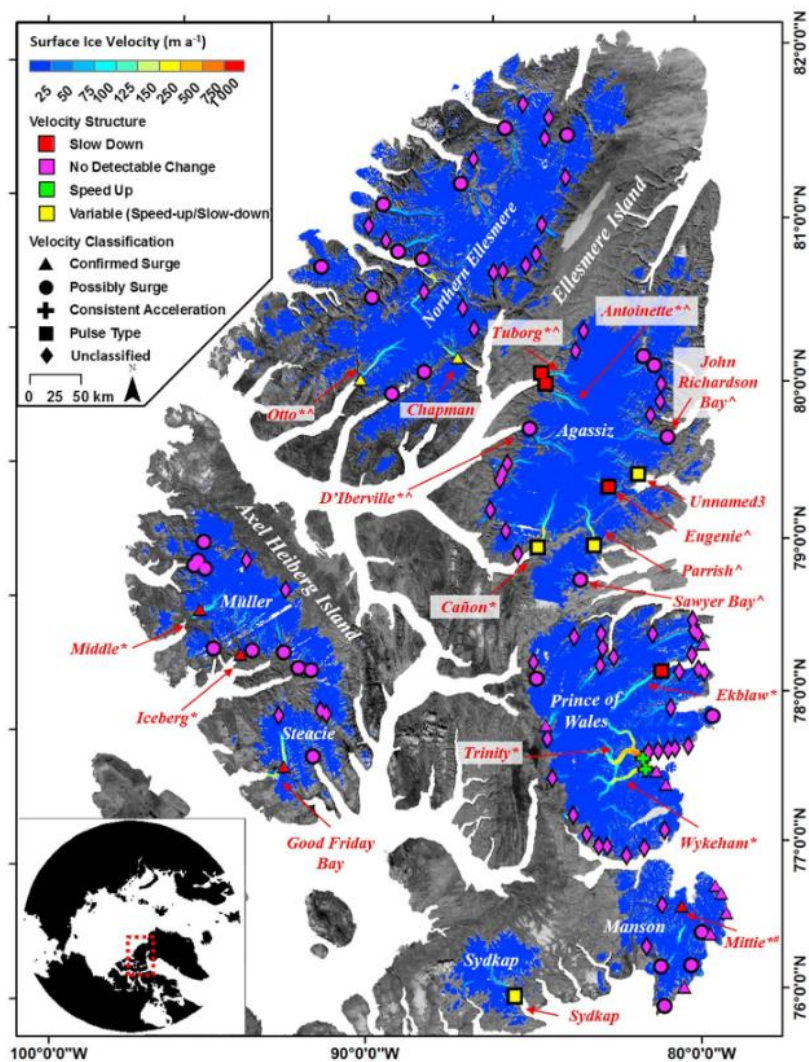 Surface Ice Velocity (m a⁻¹)
25 50 75 100 125 150 250 500 750 1 000
Velocity Structure
Slow Down
No Detectable Change
Speed Up
Variable (Speed-up/Slow-down)
Velocity Classification
Confirmed Surge
Possibly Surge
Consistent Acceleration
Pulse Type
Unclassified
0 25 50 km
N
82°0'0"N
81°0'0"N
80°0'0"N
79°0'0"N
78°0'0"N
77°0'0"N
76°0'0"N
Northern Ellesmere
Ellesmere Island
Antoinette*^
Tuborg*^
John
Richardson
Bay^
Otto*^
Chapman
Agassiz
D'Iberville*^
Unnamed3
Eugenie^
Parrish^
Cañon*
Sawyer Bay^
Axel Heiberg Island
Müller
Middle*
Iceberg*
Steacie
Good Friday
Bay
Prince of
Wales
Ekblaw*
Trinity*
Wykeham*
Manson
Mittie*#
Sydkap
Sydkap
100°0'0"W 90°0'0"W 80°0'0"W